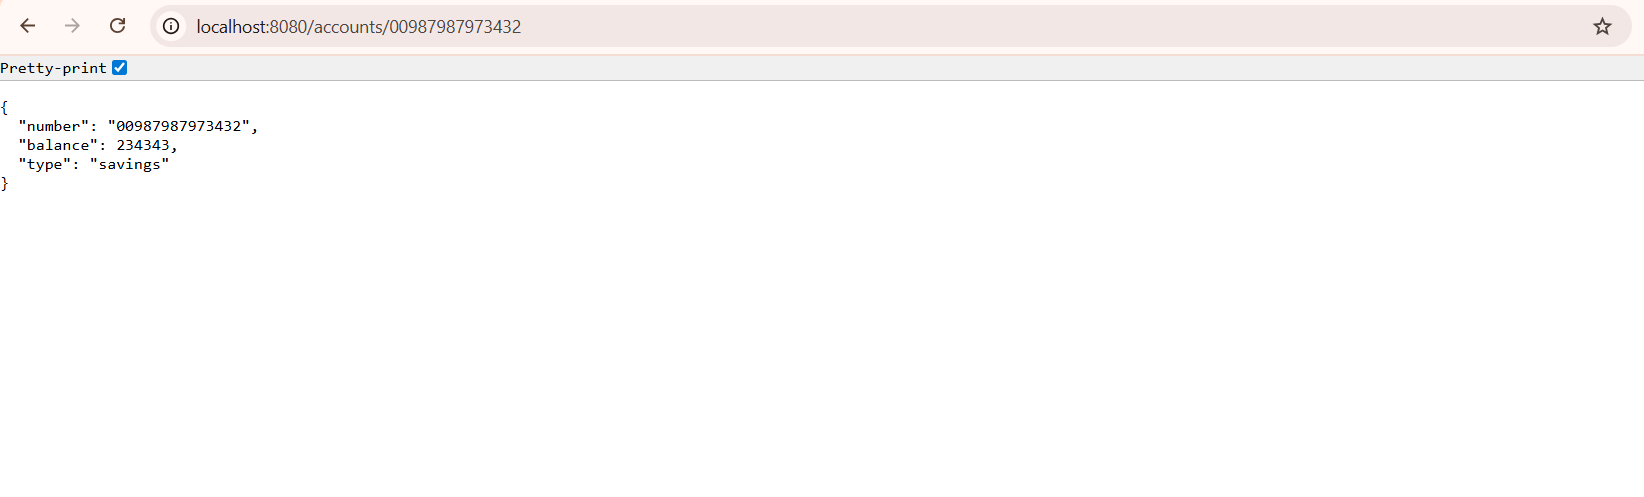 localhost:8080/accounts/00987987973432
Pretty-print
{
  "number": "00987987973432",
  "balance": 234343,
  "type": "savings"
}